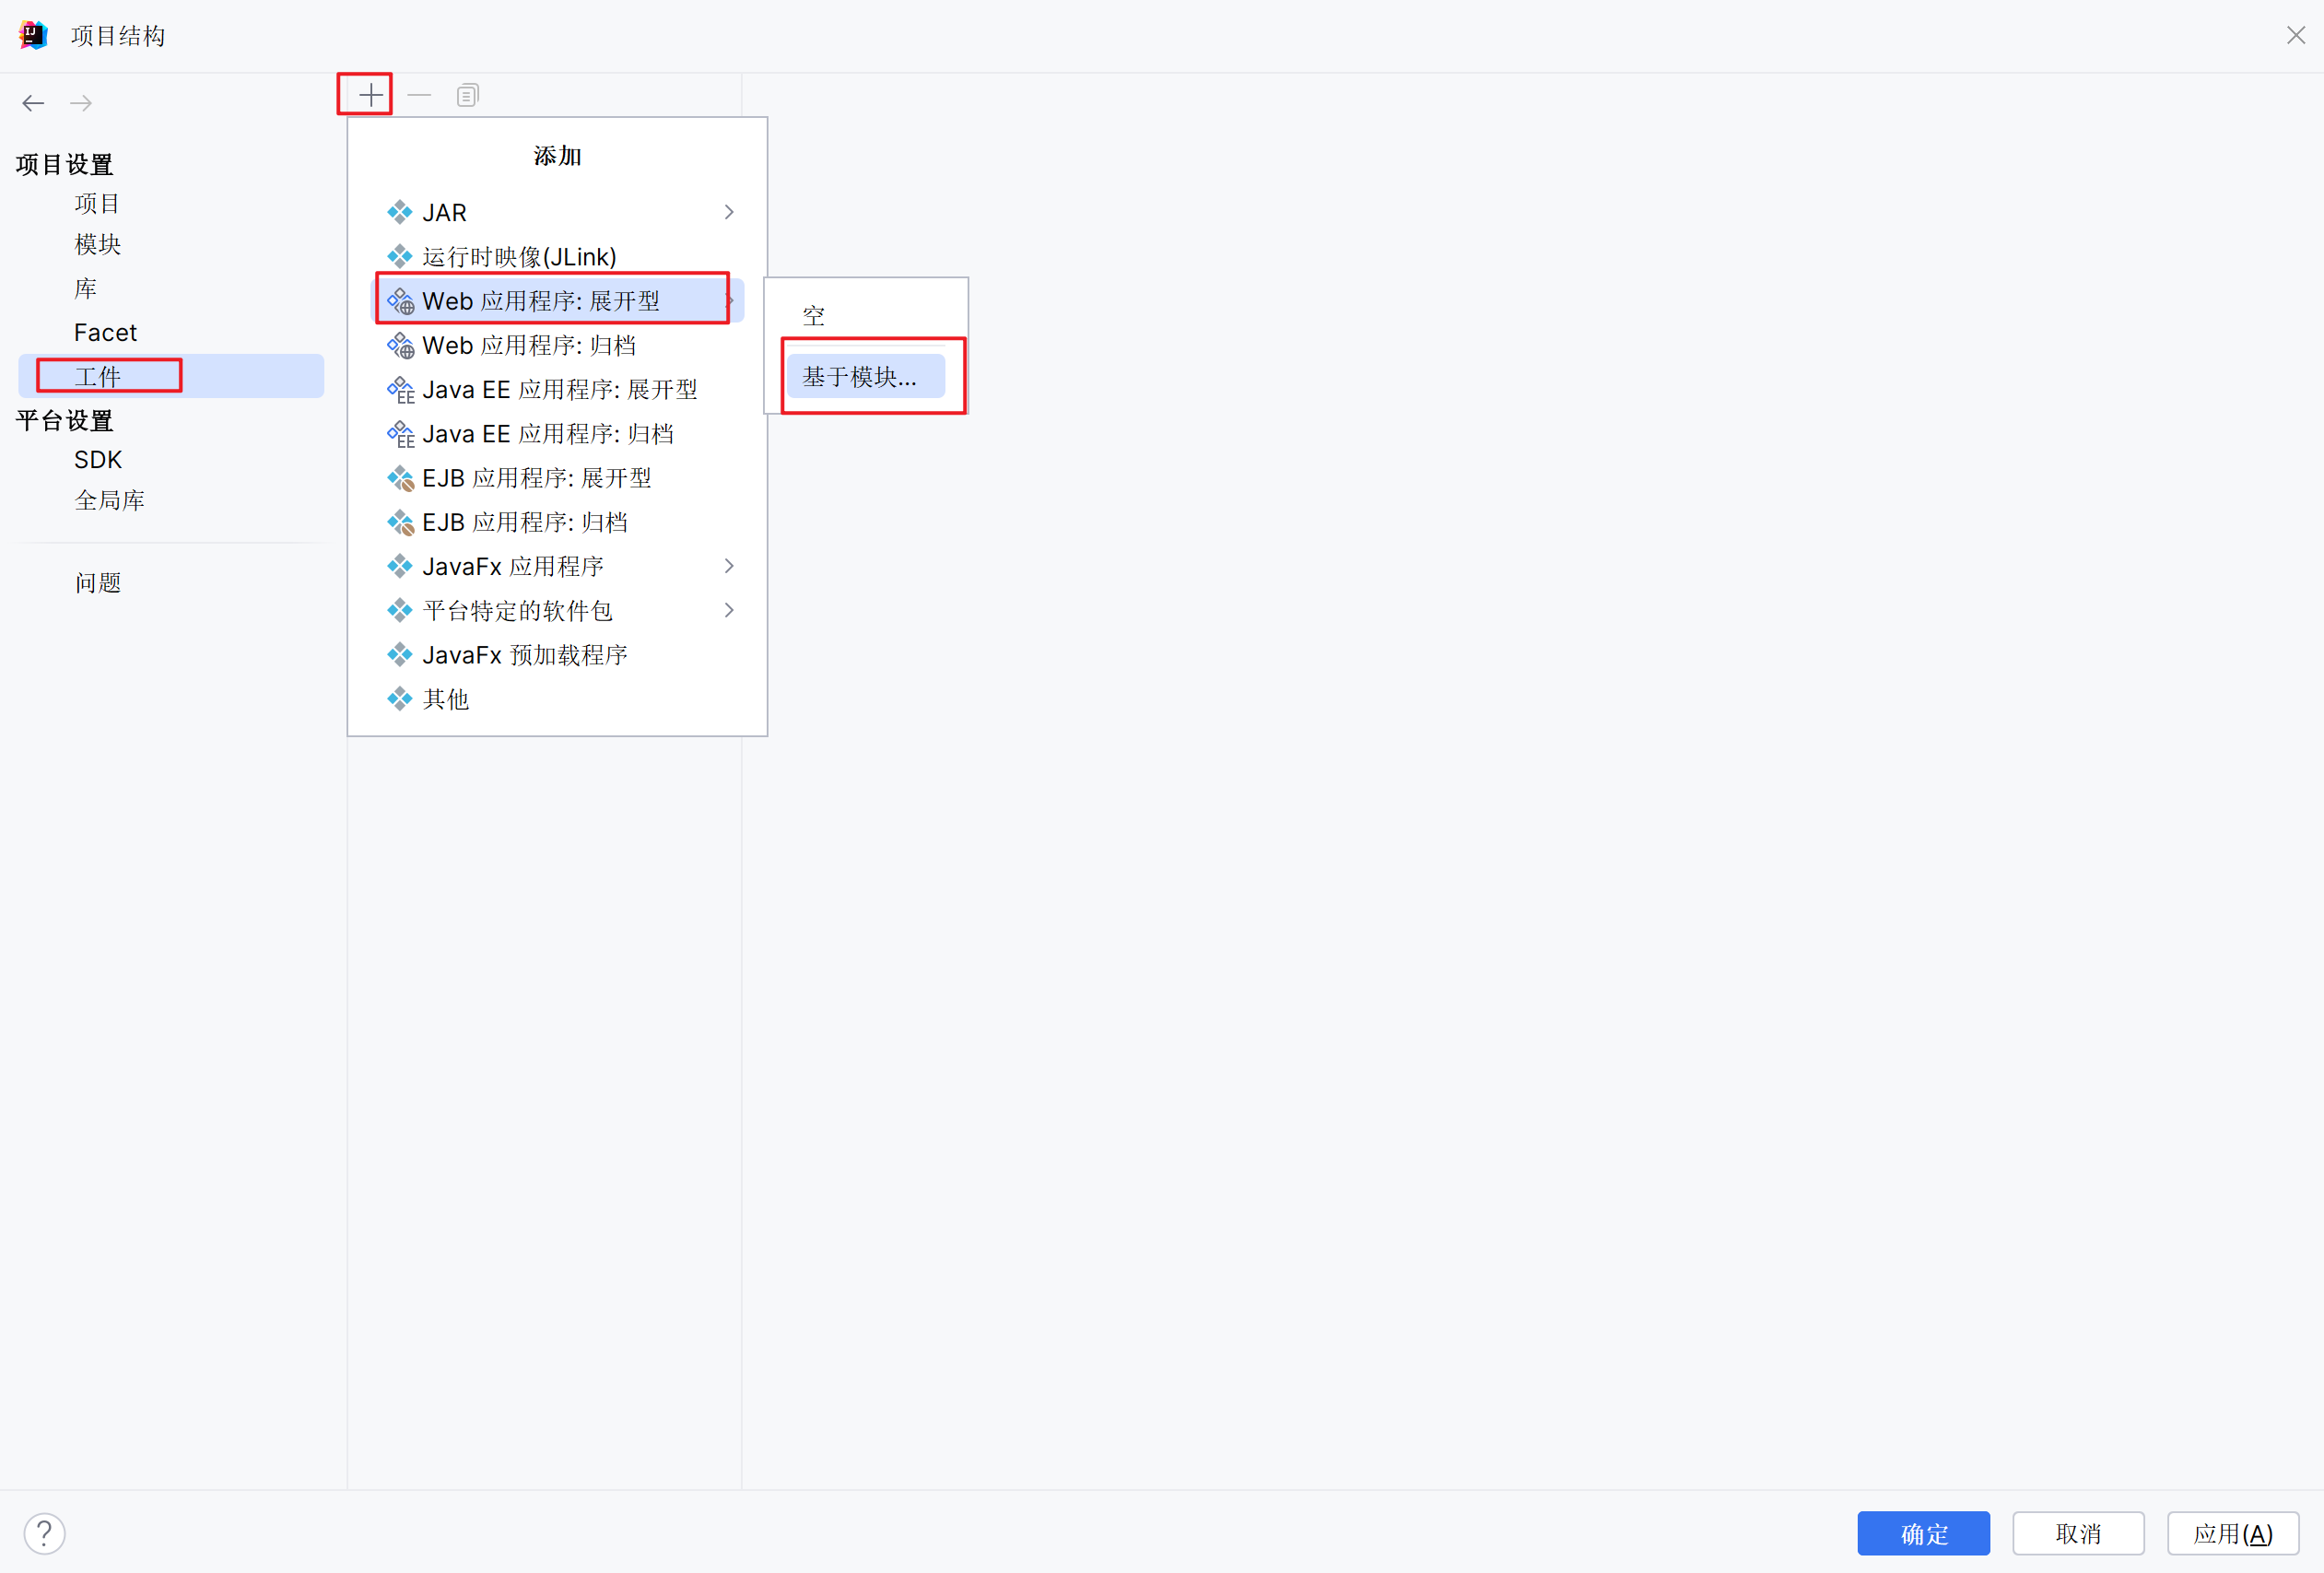 项目结构
项目设置
项目
模块
库
Facet
工件
平台设置
SDK
全局库
问题
添加
JAR
运行时映像(JLink)
Web 应用程序: 展开型
Web 应用程序: 归档
Java EE 应用程序: 展开型
Java EE 应用程序: 归档
EJB 应用程序: 展开型
EJB 应用程序: 归档
JavaFx 应用程序
平台特定的软件包
JavaFx 预加载程序
其他
空
基于模块...
?
确定
取消
应用(A)